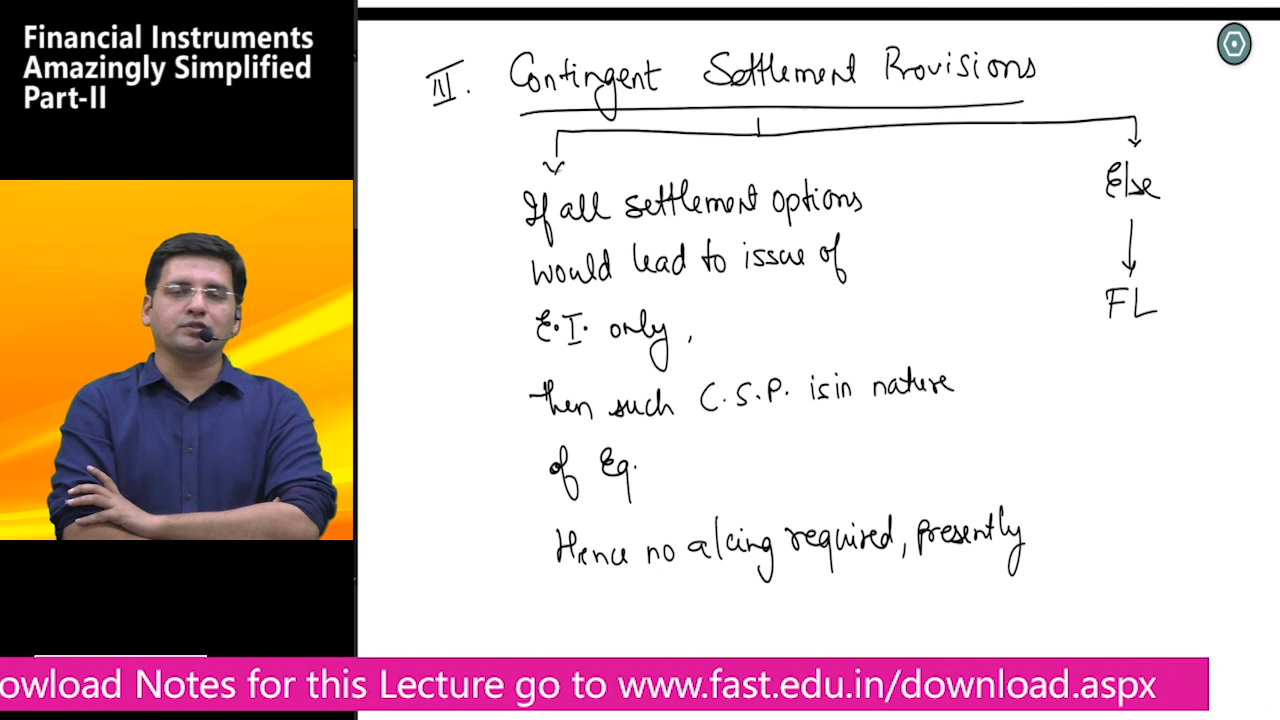 Financial Instruments
Amazingly Simplified
Part-II
III. Contingent Settlement Provisions
If all settlement options
would lead to issue of
E.I. only,
then such C.S.P. is in nature
of Eq.
Hence no a/cing required, presently
Else
FL
ownload Notes for this Lecture go to www.fast.edu.in/download.aspx